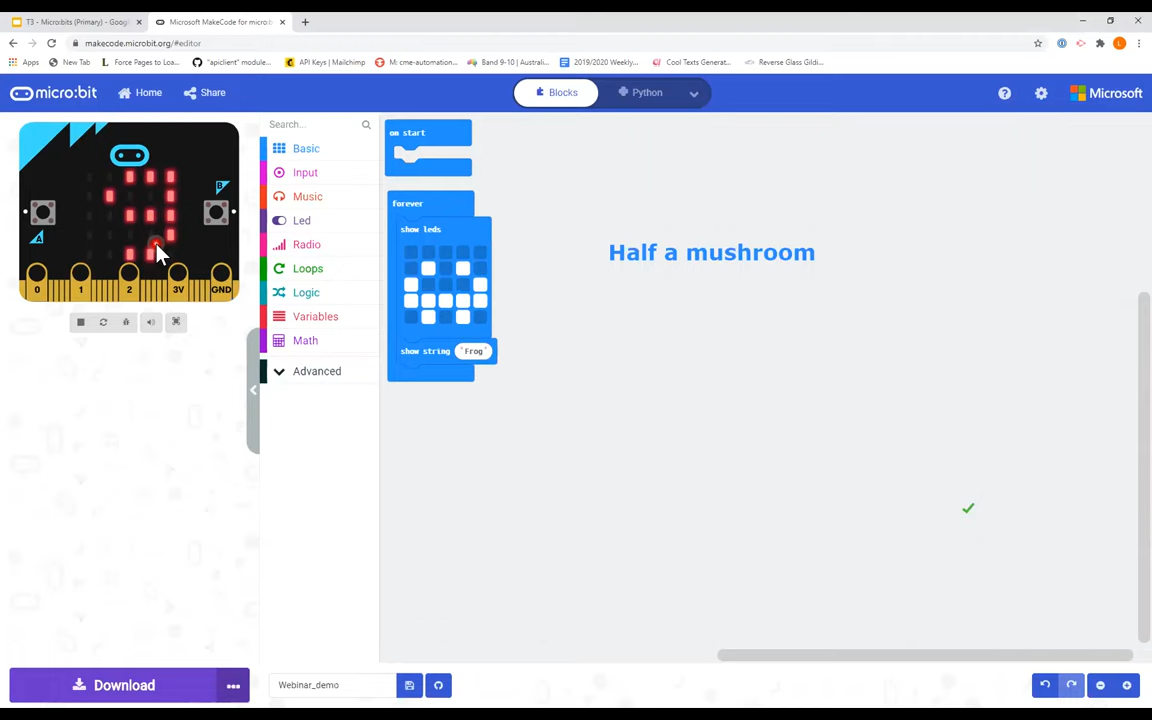 T3 - Micro:bits (Primary) - Googl
Microsoft MakeCode for micro:bi
makecode.microbit.org/#editor
Apps
New Tab
Force Pages to Loa...
"apiclient" module...
API Keys | Mailchimp
M: cme-automation...
Band 9-10 | Australi...
2019/2020 Weekly...
Cool Texts Generat...
Reverse Glass Gildi...
L
micro:bit
Home
Share
Blocks
Python
?
Microsoft
A
B
0
1
2
3V
GND
Search...
Basic
Input
Music
Led
Radio
Loops
Logic
Variables
Math
Advanced
on start
forever
show leds
show string "Frog"
Half a mushroom
Download
Webinar_demo